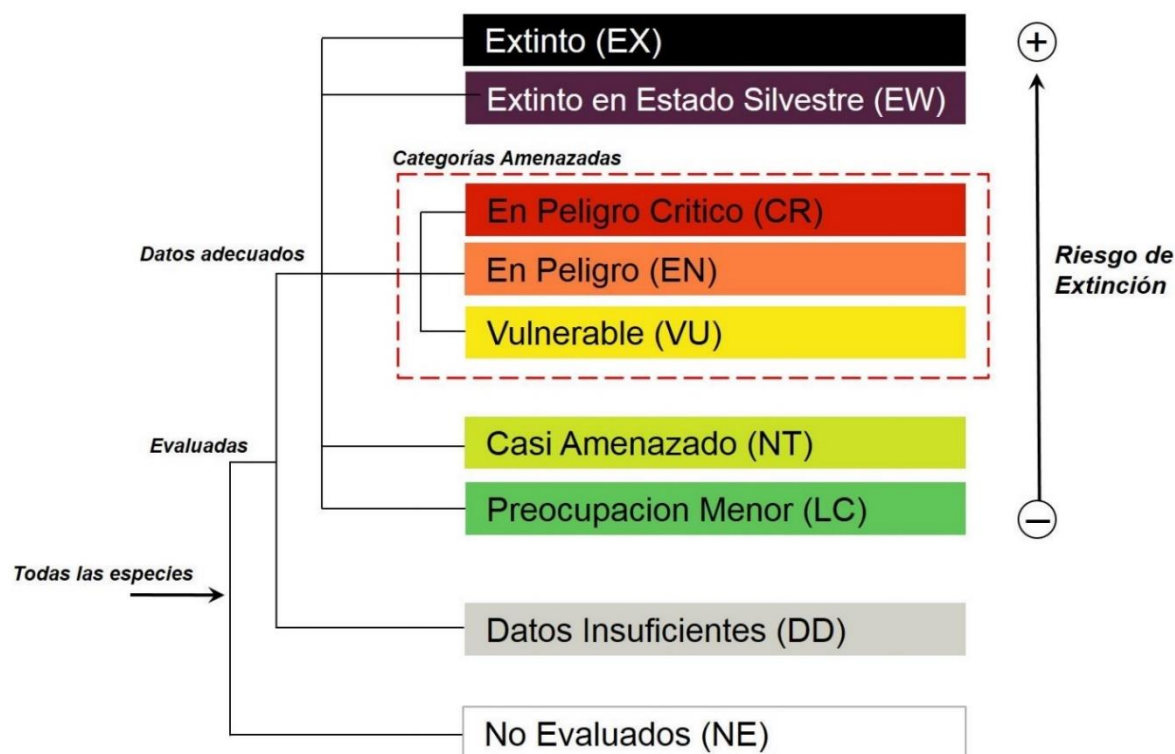 Extinto (EX)
+
Extinto en Estado Silvestre (EW)
Categorías Amenazadas
En Peligro Critico (CR)
Datos adecuados
En Peligro (EN)
Riesgo de
Extinción
Vulnerable (VU)
Evaluadas
Casi Amenazado (NT)
Preocupacion Menor (LC)
−
Todas las especies
Datos Insuficientes (DD)
No Evaluados (NE)